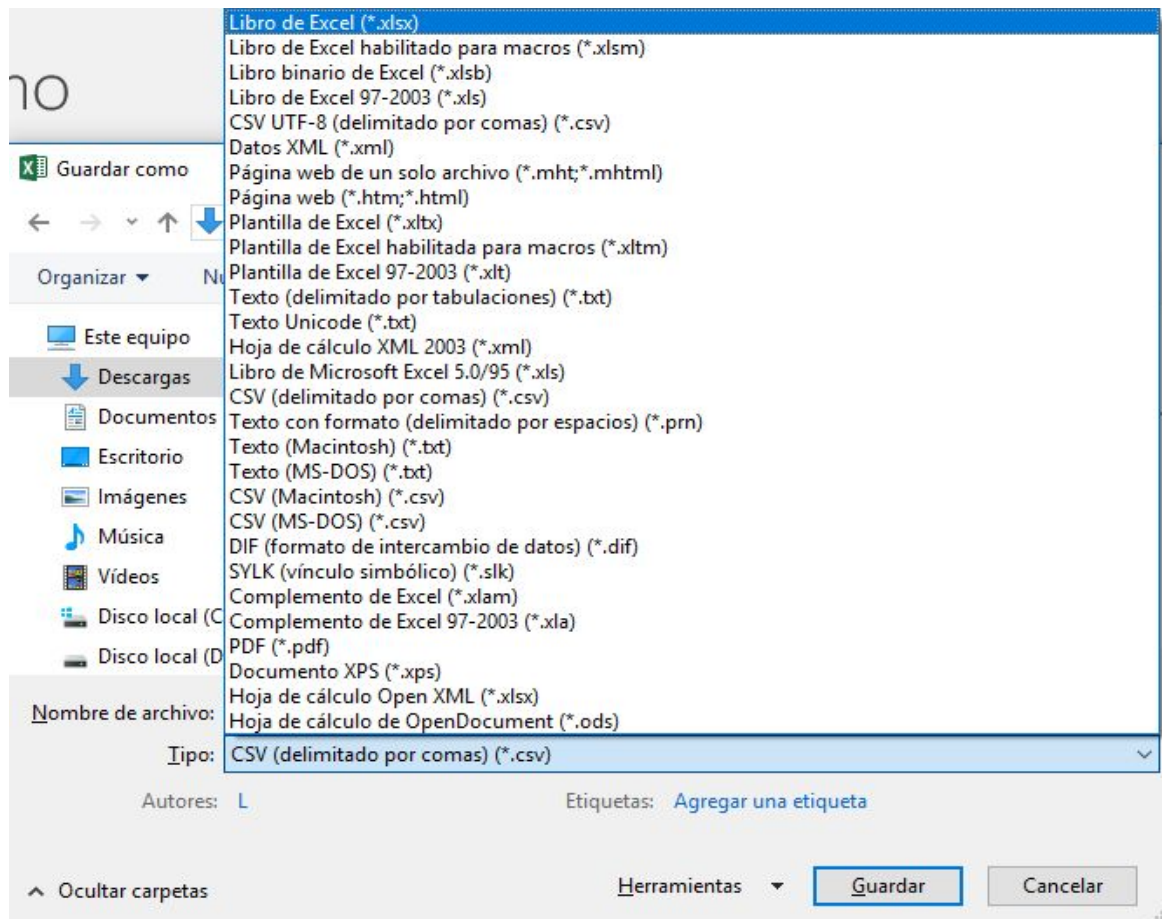 no
Guardar como
Organizar
Este equipo
Descargas
Documentos
Escritorio
Imágenes
Música
Vídeos
Disco local (C
Disco local (D
Libro de Excel (*.xlsx)
Libro de Excel habilitado para macros (*.xlsm)
Libro binario de Excel (*.xlsb)
Libro de Excel 97-2003 (*.xls)
CSV UTF-8 (delimitado por comas) (*.csv)
Datos XML (*.xml)
Página web de un solo archivo (*.mht;*.mhtml)
Página web (*.htm;*.html)
Plantilla de Excel (*.xltx)
Plantilla de Excel habilitada para macros (*.xltm)
Plantilla de Excel 97-2003 (*.xlt)
Texto (delimitado por tabulaciones) (*.txt)
Texto Unicode (*.txt)
Hoja de cálculo XML 2003 (*.xml)
Libro de Microsoft Excel 5.0/95 (*.xls)
CSV (delimitado por comas) (*.csv)
Texto con formato (delimitado por espacios) (*.prn)
Texto (Macintosh) (*.txt)
Texto (MS-DOS) (*.txt)
CSV (Macintosh) (*.csv)
CSV (MS-DOS) (*.csv)
DIF (formato de intercambio de datos) (*.dif)
SYLK (vínculo simbólico) (*.slk)
Complemento de Excel (*.xlam)
Complemento de Excel 97-2003 (*.xla)
PDF (*.pdf)
Documento XPS (*.xps)
Hoja de cálculo Open XML (*.xlsx)
Hoja de cálculo de OpenDocument (*.ods)
Nombre de archivo:
Tipo: CSV (delimitado por comas) (*.csv)
Autores: L Etiquetas: Agregar una etiqueta
Ocultar carpetas Herramientas Guardar Cancelar